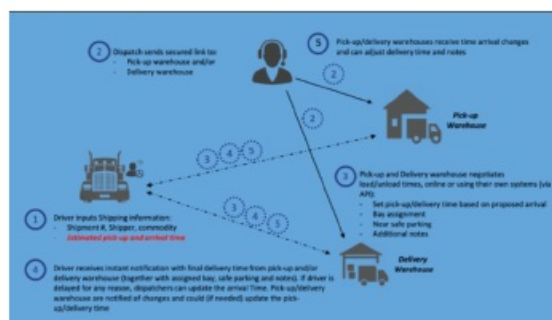 2
Dispatch sends secured link to:
- Pick-up warehouse and/or
- Delivery warehouse
5
Pick-up/delivery warehouses receive time arrival changes
and can adjust delivery time and notes
2
2
Pick-up
Warehouse
3 4 5
3
Pick-up and Delivery warehouse negotiates
load/unload times, online or using their own systems (via
API):
- Set pick-up/delivery time based on proposed arrival
- Bay assignment
- Near safe parking
- Additional notes
1
Driver inputs Shipping information:
- Shipment #, Shipper, commodity
- Estimated pick-up and arrival time
3 4 5
4
Driver receives instant notification with final delivery time from pick-up and/or
delivery warehouse (together with assigned bay, safe parking and notes). If driver is
delayed for any reason, dispatchers can update the arrival Time. Pick-up/delivery
warehouse are notified of changes and could (if needed) update the pick-
up/delivery time
Delivery
Warehouse